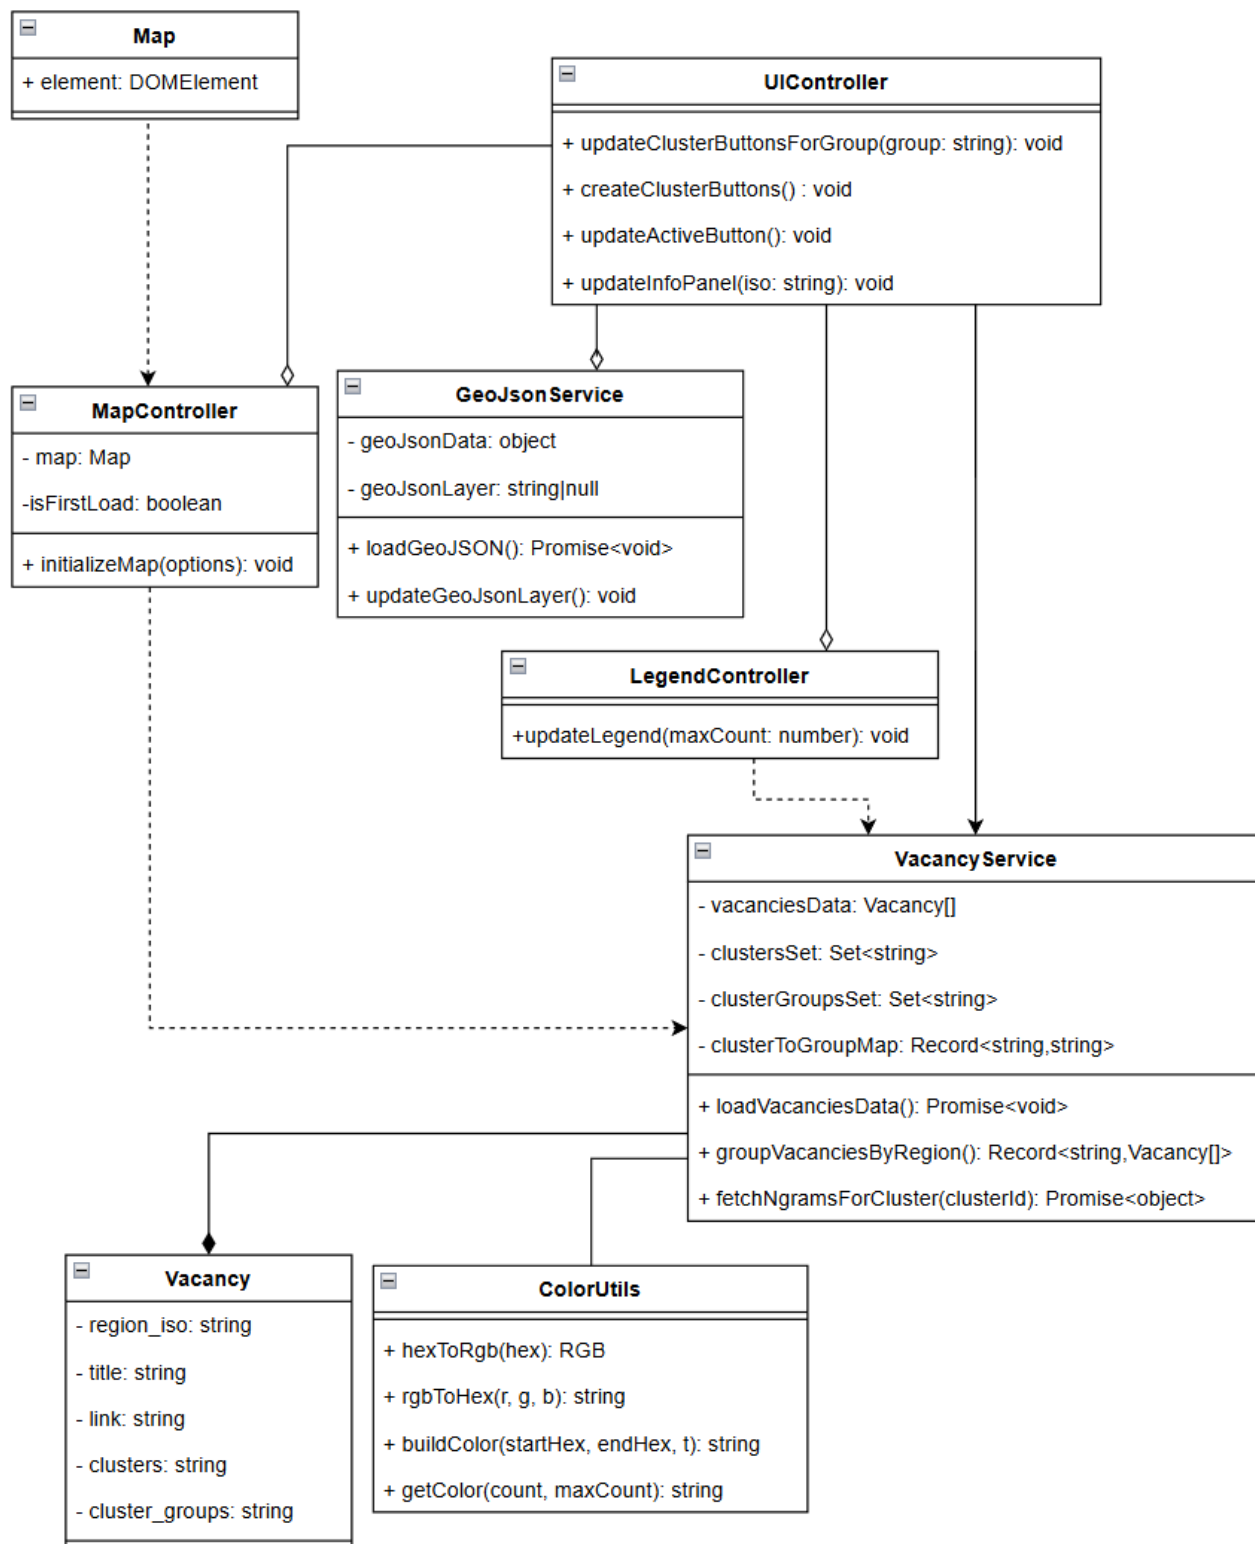 Map
+ element: DOMElement
UIController
+ updateClusterButtonsForGroup(group: string): void
+ createClusterButtons() : void
+ updateActiveButton(): void
+ updateInfoPanel(iso: string): void
MapController
- map: Map
-isFirstLoad: boolean
+ initializeMap(options): void
GeoJsonService
- geoJsonData: object
- geoJsonLayer: string|null
+ loadGeoJSON(): Promise<void>
+ updateGeoJsonLayer(): void
LegendController
+updateLegend(maxCount: number): void
VacancyService
- vacanciesData: Vacancy[]
- clustersSet: Set<string>
- clusterGroupsSet: Set<string>
- clusterToGroupMap: Record<string,string>
+ loadVacanciesData(): Promise<void>
+ groupVacanciesByRegion(): Record<string,Vacancy[]>
+ fetchNgramsForCluster(clusterId): Promise<object>
Vacancy
- region_iso: string
- title: string
- link: string
- clusters: string
- cluster_groups: string
ColorUtils
+ hexToRgb(hex): RGB
+ rgbToHex(r, g, b): string
+ buildColor(startHex, endHex, t): string
+ getColor(count, maxCount): string